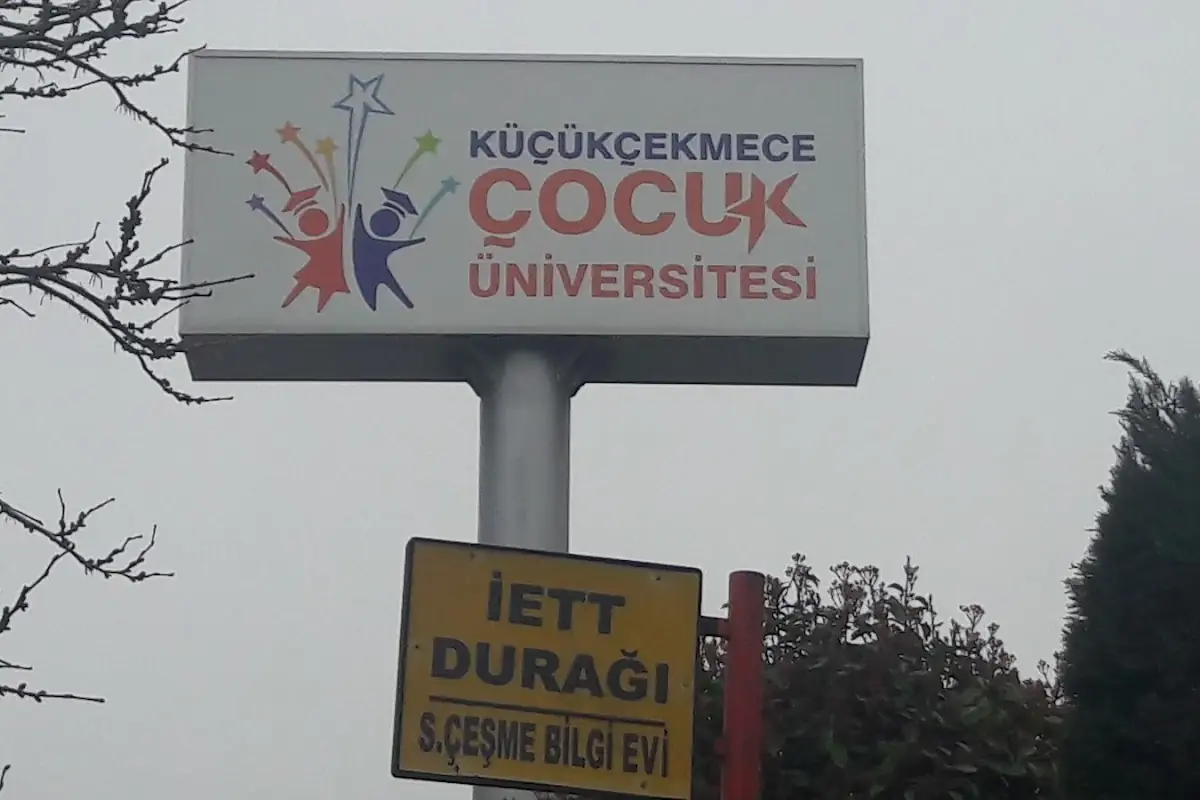 KÜÇÜKÇEKMECE
ÇOCUK
ÜNİVERSİTESİ
İETT
DURAĞI
S.ÇEŞME BİLGİ EVİ